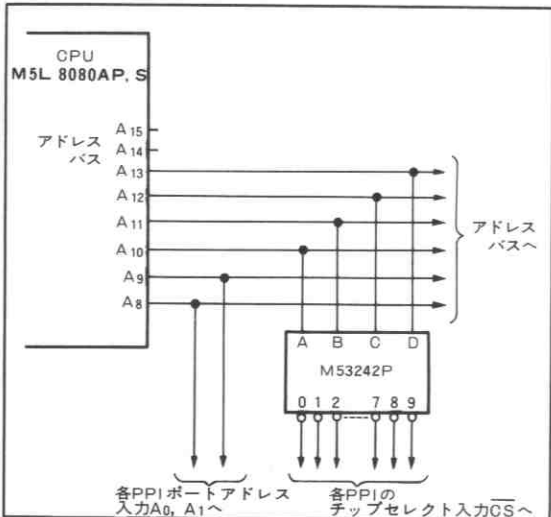 CPU
M5L 8080AP, S
アドレス
バス
A15
A14
A13
A12
A11
A10
A9
A8
アドレス
バスへ
A B C D
M53242P
0 1 2 7 8 9
各PPIポートアドレス
入力A0, A1へ
各PPIの
チップセレクト入力C̅S̅へ